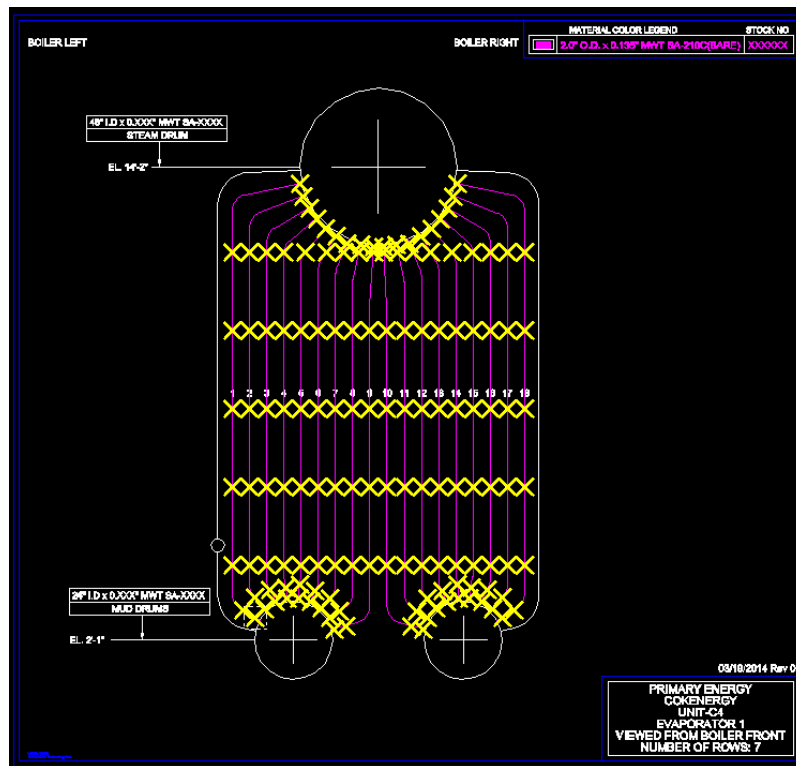 BOILER LEFT
BOILER RIGHT
MATERIAL COLOR LEGEND
STOCK NO
2.0" O.D. x 0.135" MWT SA-210C(BARE)
XXXXXX
48" I.D x 0.XXX" MWT SA-XXXX
STEAM DRUM
EL. 14'-2"
1 2 3 4 5 6 7 8 9 10 11 12 13 14 15 16 17 18
24" I.D x 0.XXX" MWT SA-XXXX
MUD DRUMS
EL. 2'-1"
03/19/2014 Rev 0
PRIMARY ENERGY
COKENERGY
UNIT-C4
EVAPORATOR 1
VIEWED FROM BOILER FRONT
NUMBER OF ROWS: 7